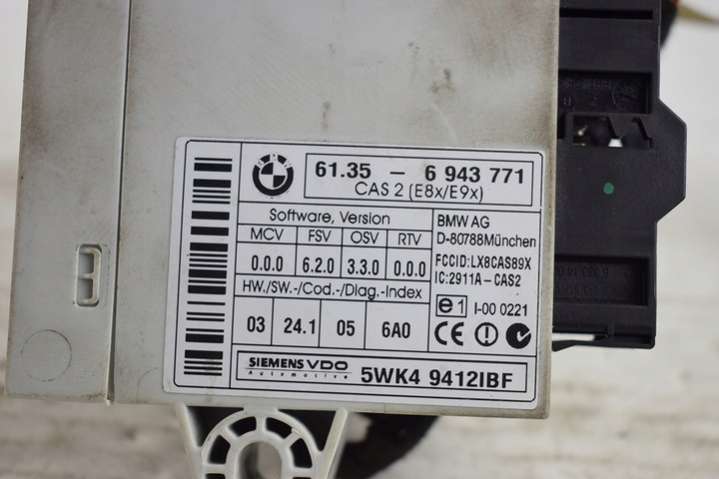 BMW
61.35 - 6 943 771
CAS 2 (E8x/E9x)
Software, Version
MCV FSV OSV RTV
0.0.0 6.2.0 3.3.0 0.0.0
HW./SW.-/Cod.-/Diag.-Index
03 24.1 05 6A0
BMW AG
D-80788München
FCCID:LX8CAS89X
IC:2911A-CAS2
e1 I-00 0221
CE
N
SIEMENS VDO
Automotive
5WK4 9412IBF